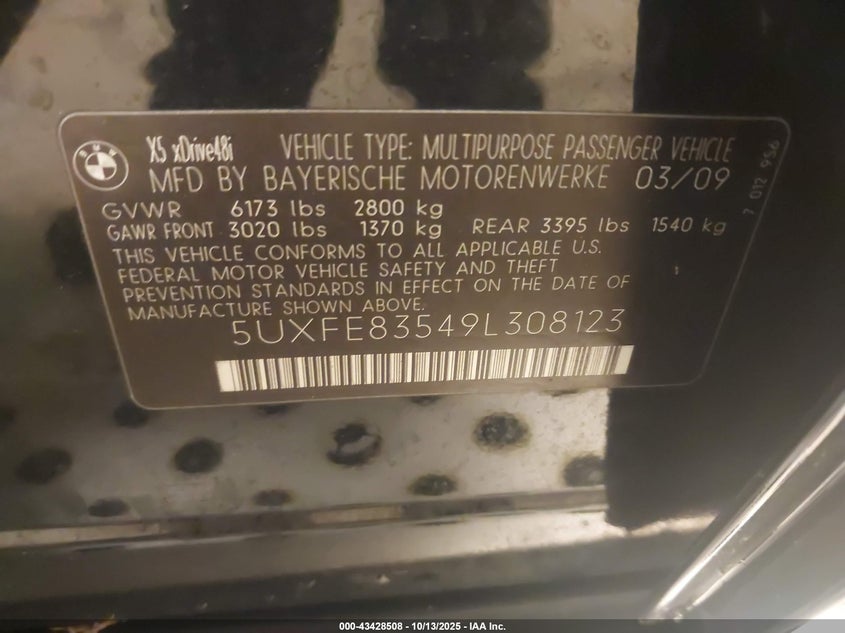 BMW
X5 xDrive48i VEHICLE TYPE: MULTIPURPOSE PASSENGER VEHICLE
MFD BY BAYERISCHE MOTORENWERKE 03/09
GVWR 6173 lbs 2800 kg
GAWR FRONT 3020 lbs 1370 kg REAR 3395 lbs 1540 kg
THIS VEHICLE CONFORMS TO ALL APPLICABLE U.S.
FEDERAL MOTOR VEHICLE SAFETY AND THEFT
PREVENTION STANDARDS IN EFFECT ON THE DATE OF
MANUFACTURE SHOWN ABOVE.
5UXFE83549L308123
7 012 956
000-43428508 - 10/13/2025 - IAA Inc.